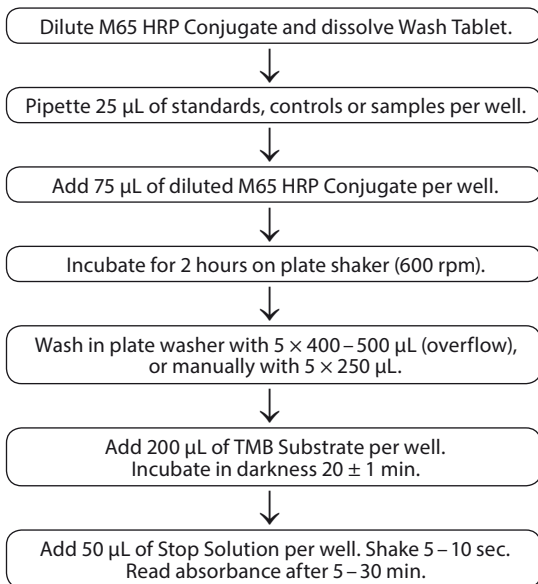 Dilute M65 HRP Conjugate and dissolve Wash Tablet.
Pipette 25 μL of standards, controls or samples per well.
Add 75 μL of diluted M65 HRP Conjugate per well.
Incubate for 2 hours on plate shaker (600 rpm).
Wash in plate washer with 5 × 400–500 μL (overflow),
or manually with 5 × 250 μL.
Add 200 μL of TMB Substrate per well.
Incubate in darkness 20 ± 1 min.
Add 50 μL of Stop Solution per well. Shake 5–10 sec.
Read absorbance after 5–30 min.